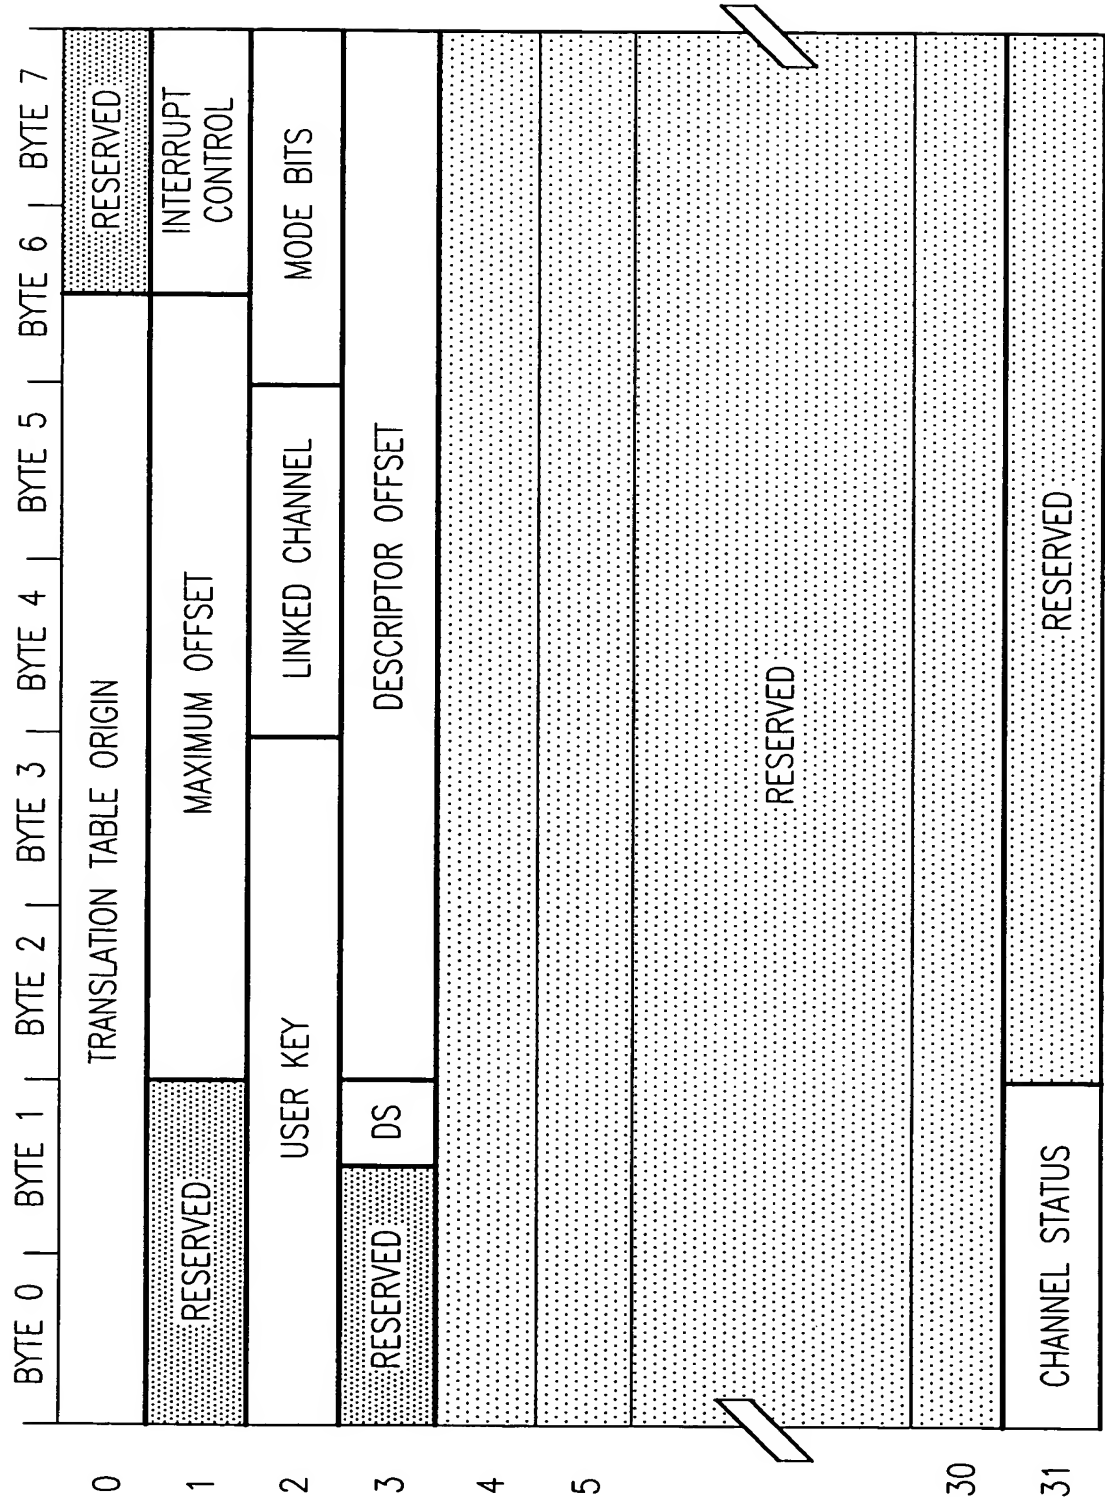 BYTE 0 | BYTE 1 | BYTE 2 | BYTE 3 | BYTE 4 | BYTE 5 | BYTE 6 | BYTE 7
0 TRANSLATION TABLE ORIGIN RESERVED
1 RESERVED MAXIMUM OFFSET INTERRUPT
CONTROL
2 USER KEY LINKED CHANNEL MODE BITS
3 RESERVED DS DESCRIPTOR OFFSET
4
5
RESERVED
30
31 CHANNEL STATUS RESERVED